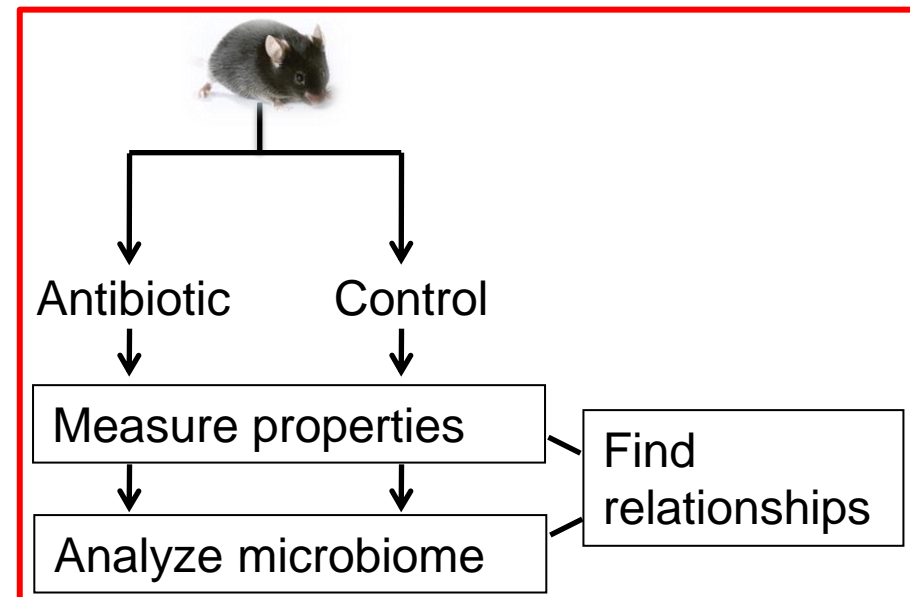 Antibiotic Control
Measure properties
Find
relationships
Analyze microbiome